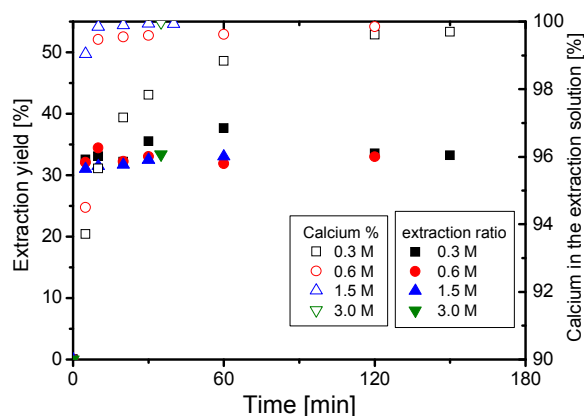 Extraction yield [%]
50
40
30
20
10
0
100
98
96
94
92
90
Calcium in the extraction solution [%]
Calcium %
0.3 M
0.6 M
1.5 M
3.0 M
extraction ratio
0.3 M
0.6 M
1.5 M
3.0 M
0
60
120
180
Time [min]